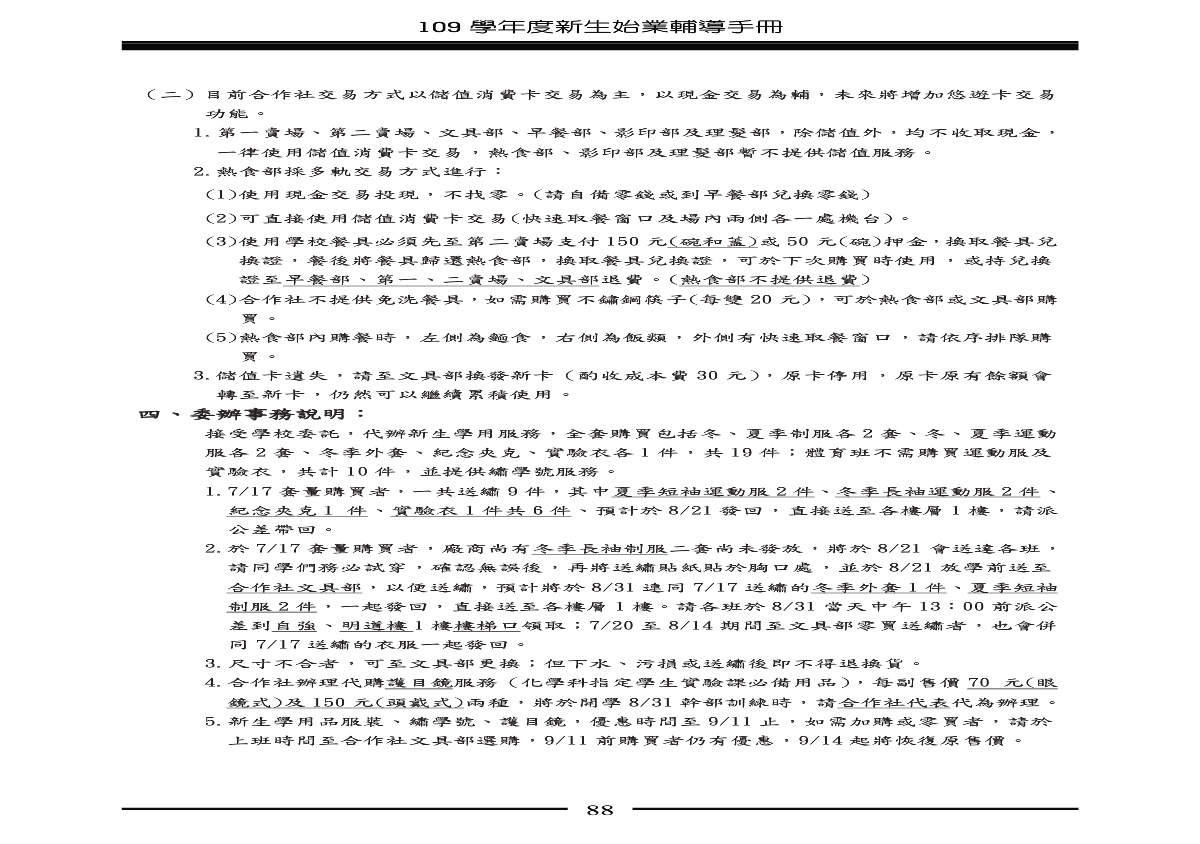 109 學年度新生始業輔導手冊
（二）目前合作社交易方式以儲值消費卡交易為主，以現金交易為輔，未來將增加悠遊卡交易
功能。
1. 第一賣場、第二賣場、文具部、早餐部、影印部及理髮部，除儲值外，均不收取現金，
一律使用儲值消費卡交易，熱食部、影印部及理髮部暫不提供儲值服務。
2. 熱食部採多軌交易方式進行：
(1)使用現金交易投現，不找零。(請自備零錢或到早餐部兌換零錢)
(2)可直接使用儲值消費卡交易(快速取餐窗口及場內兩側各一處機台)。
(3)使用學校餐具必須先至第二賣場支付 150 元(碗和蓋)或 50 元(碗)押金，換取餐具兌
換證，餐後將餐具歸還熱食部，換取餐具兌換證，可於下次購買時使用，或持兌換
證至早餐部、第一、二賣場、文具部退費。(熱食部不提供退費)
(4)合作社不提供免洗餐具，如需購買不鏽鋼筷子(每雙 20 元)，可於熱食部或文具部購
買。
(5)熱食部內購餐時，左側為麵食，右側為飯類，外側有快速取餐窗口，請依序排隊購
買。
3. 儲值卡遺失，請至文具部換發新卡（酌收成本費 30 元），原卡停用，原卡原有餘額會
轉至新卡，仍然可以繼續累積使用。
四、委辦事務說明：
接受學校委託，代辦新生學用服務，全套購買包括冬、夏季制服各 2 套、冬、夏季運動
服各 2 套、冬季外套、紀念夾克、實驗衣各 1 件，共 19 件；體育班不需購買運動服及
實驗衣，共計 10 件，並提供繡學號服務。
1. 7/17 套量購買者，一共送繡 9 件，其中夏季短袖運動服 2 件、冬季長袖運動服 2 件、
紀念夾克 1 件、實驗衣 1 件共 6 件、預計於 8/21 發回，直接送至各樓層 1 樓，請派
公差帶回。
2. 於 7/17 套量購買者，廠商尚有冬季長袖制服二套尚未發放，將於 8/21 會送達各班，
請同學們務必試穿，確認無誤後，再將送繡貼紙貼於胸口處，並於 8/21 放學前送至
合作社文具部，以便送繡，預計將於 8/31 連同 7/17 送繡的冬季外套 1 件、夏季短袖
制服 2 件，一起發回，直接送至各樓層 1 樓。請各班於 8/31 當天中午 13：00 前派公
差到自強、明道樓 1 樓樓梯口領取；7/20 至 8/14 期間至文具部零買送繡者，也會併
同 7/17 送繡的衣服一起發回。
3. 尺寸不合者，可至文具部更換；但下水、污損或送繡後即不得退換貨。
4. 合作社辦理代購護目鏡服務（化學科指定學生實驗課必備用品），每副售價 70 元(眼
鏡式)及 150 元(頭戴式)兩種，將於開學 8/31 幹部訓練時，請合作社代表代為辦理。
5. 新生學用品服裝、繡學號、護目鏡，優惠時間至 9/11 止，如需加購或零買者，請於
上班時間至合作社文具部選購，9/11 前購買者仍有優惠，9/14 起將恢復原售價。
88